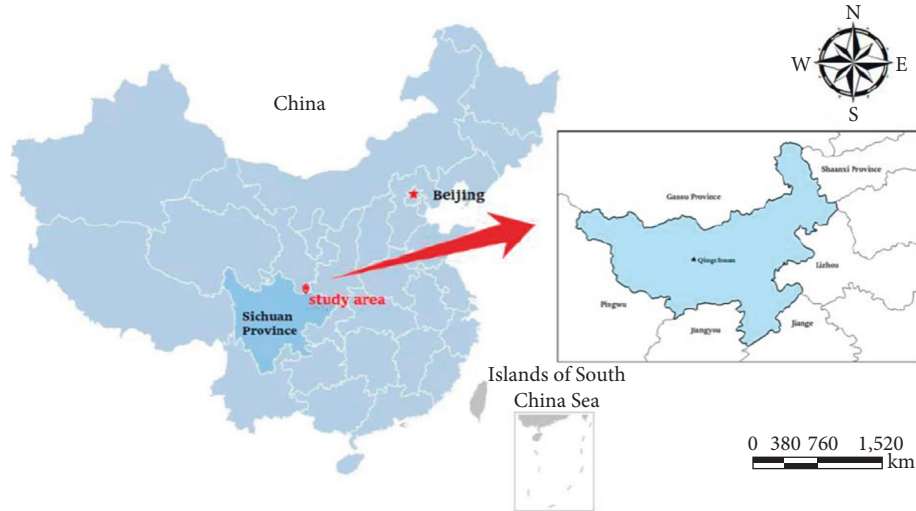 N
W
E
S
China
Beijing
study area
Sichuan
Province
Shaanxi Province
Gansu Province
Qingchuan
Lizhou
Pingwu
Jiangyou
Jiange
Islands of South
China Sea
0 380 760 1,520
km